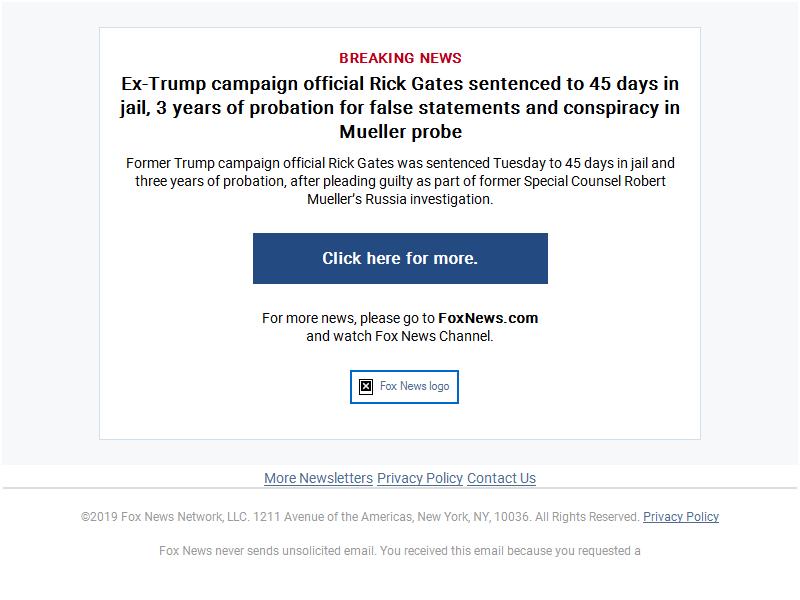 BREAKING NEWS
Ex-Trump campaign official Rick Gates sentenced to 45 days in
jail, 3 years of probation for false statements and conspiracy in
Mueller probe
Former Trump campaign official Rick Gates was sentenced Tuesday to 45 days in jail and
three years of probation, after pleading guilty as part of former Special Counsel Robert
Mueller's Russia investigation.
Click here for more.
For more news, please go to FoxNews.com
and watch Fox News Channel.
Fox News logo
More Newsletters Privacy Policy Contact Us
©2019 Fox News Network, LLC. 1211 Avenue of the Americas, New York, NY, 10036. All Rights Reserved. Privacy Policy
Fox News never sends unsolicited email. You received this email because you requested a